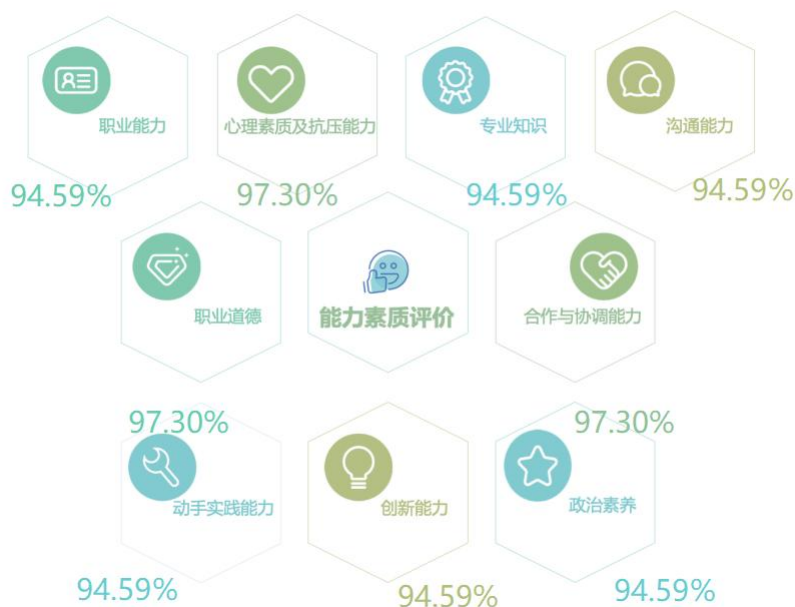 职业能力
心理素质及抗压能力
专业知识
沟通能力
94.59%
97.30%
94.59%
94.59%
职业道德
能力素质评价
合作与协调能力
97.30%
97.30%
动手实践能力
创新能力
政治素养
94.59%
94.59%
94.59%